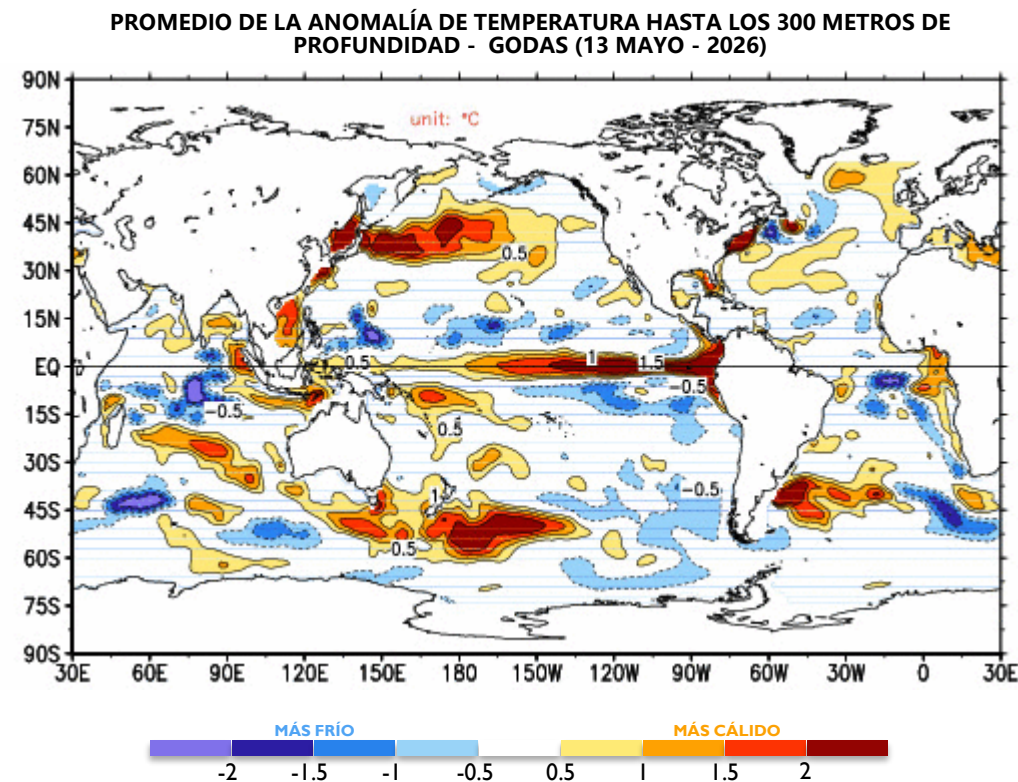 PROMEDIO DE LA ANOMALÍA DE TEMPERATURA HASTA LOS 300 METROS DE
PROFUNDIDAD - GODAS (13 MAYO - 2026)
90N
unit: °C
75N
60N
45N
0.5
30N
15N
EQ
0.5
1
1.5
-0.5
-0.5
15S
0.5
30S
-0.5
1
45S
0.5
60S
75S
90S
30E 60E 90E 120E 150E 180 150W 120W 90W 60W 30W 0 30E
MÁS FRÍO MÁS CÁLIDO
-2 -1.5 -1 -0.5 0.5 1 1.5 2